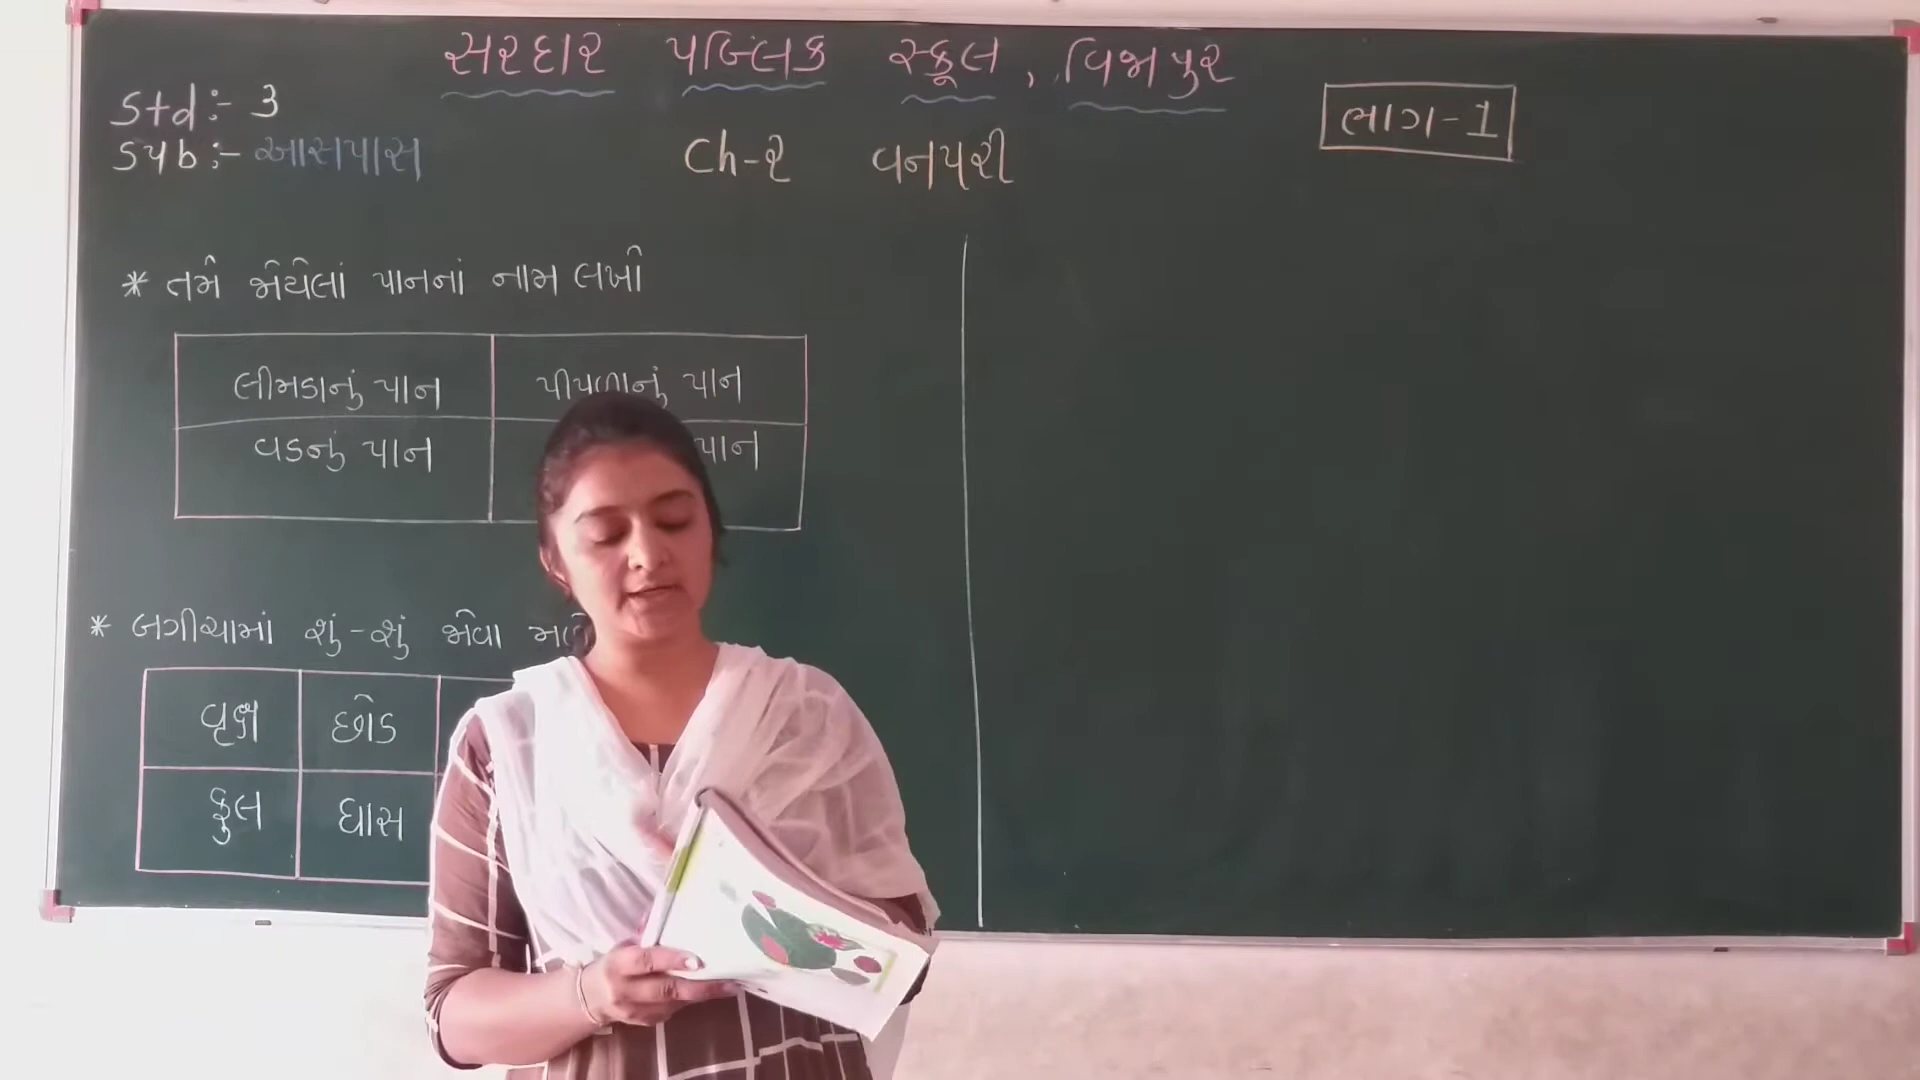 સરદાર પબ્લિક સ્કૂલ, વિજાપુર
Std :- 3
ભાગ-1
Sub :- આસપાસ
Ch-૨ વનપરી
* તમે જોયેલાં પાનનાં નામ લખો
લીમડાનું પાન પીપળાનું પાન
વડનું પાન પાન
* બગીચામાં શું-શું જોવા
વૃક્ષ છોડ
ફુલ ઘાસ